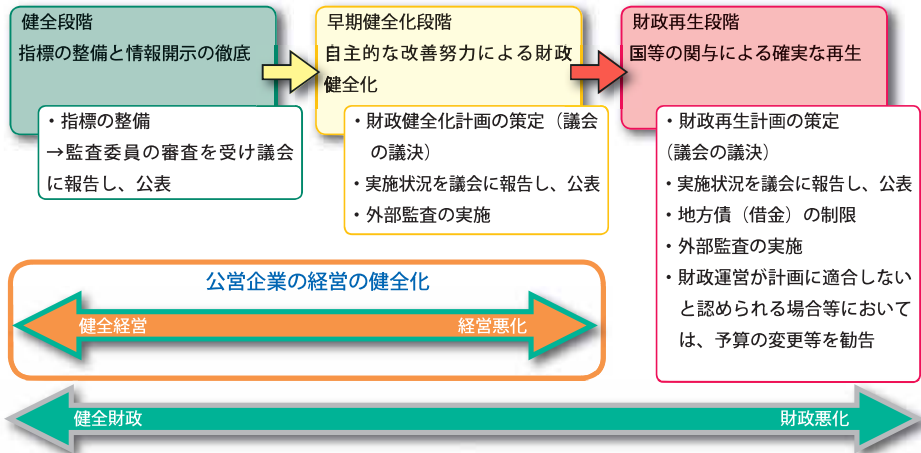 健全段階
指標の整備と情報開示の徹底
・指標の整備
→監査委員の審査を受け議会
に報告し、公表
早期健全化段階
自主的な改善努力による財政
健全化
・財政健全化計画の策定（議会
の議決）
・実施状況を議会に報告し、公表
・外部監査の実施
財政再生段階
国等の関与による確実な再生
・財政再生計画の策定
（議会の議決）
・実施状況を議会に報告し、公表
・地方債（借金）の制限
・外部監査の実施
・財政運営が計画に適合しない
と認められる場合等において
は、予算の変更等を勧告
公営企業の経営の健全化
健全経営 経営悪化
健全財政 財政悪化